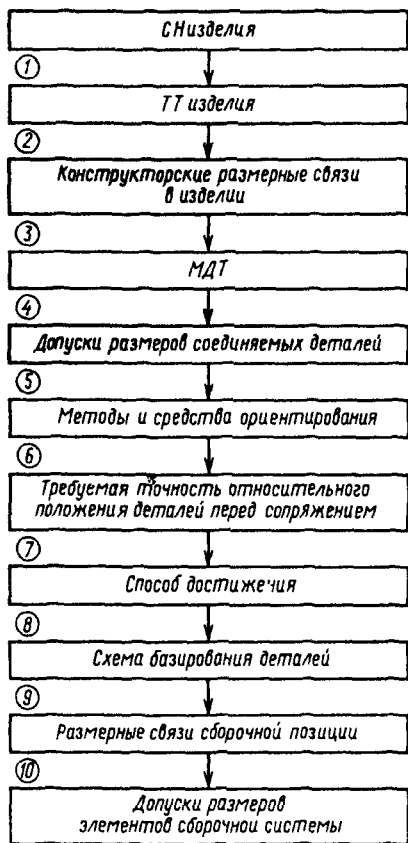 СН изделия
①
ТТ изделия
②
Конструкторские размерные связи
в изделии
③
МДТ
④
Допуски размеров соединяемых деталей
⑤
Методы и средства ориентирования
⑥
Требуемая точность относительного
положения деталей перед сопряжением
⑦
Способ достижения
⑧
Схема базирования деталей
⑨
Размерные связи сборочной позиции
⑩
Допуски размеров
элементов сборочной системы